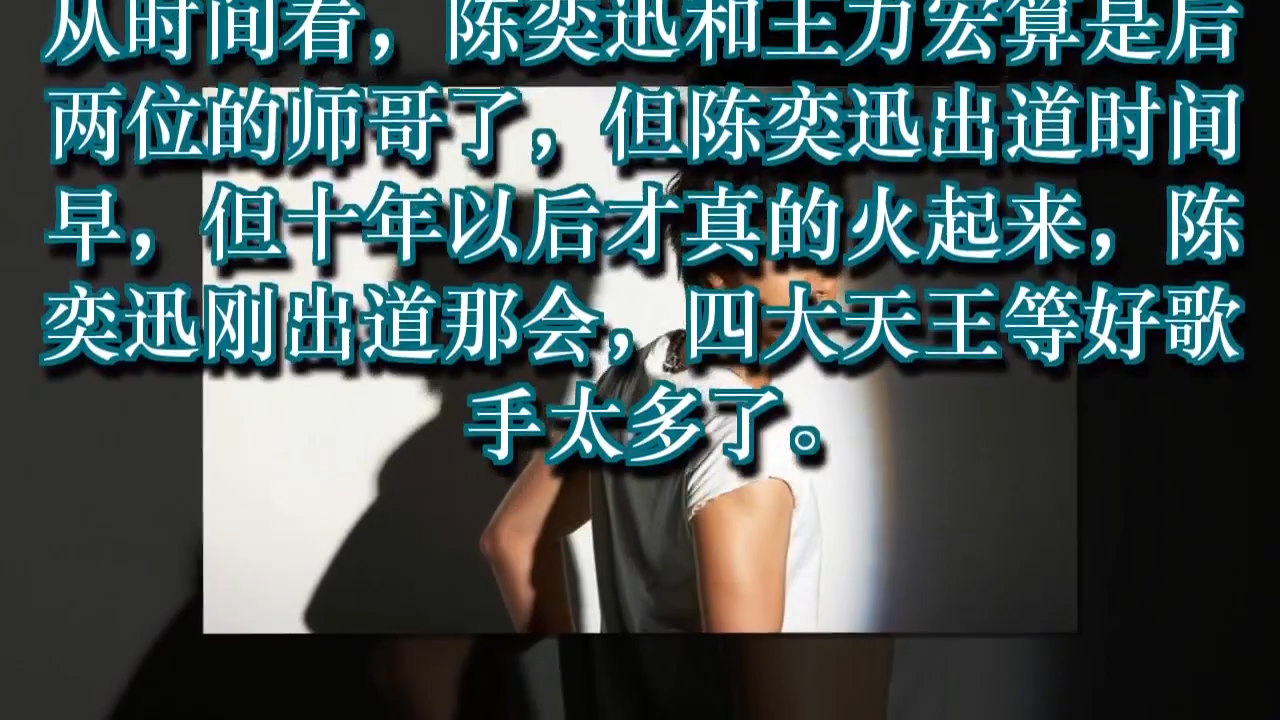 从时间看，陈奕迅和王力宏算是后
两位的师哥了，但陈奕迅出道时间
早，但十年以后才真的火起来，陈
奕迅刚出道那会，四大天王等好歌
手太多了。